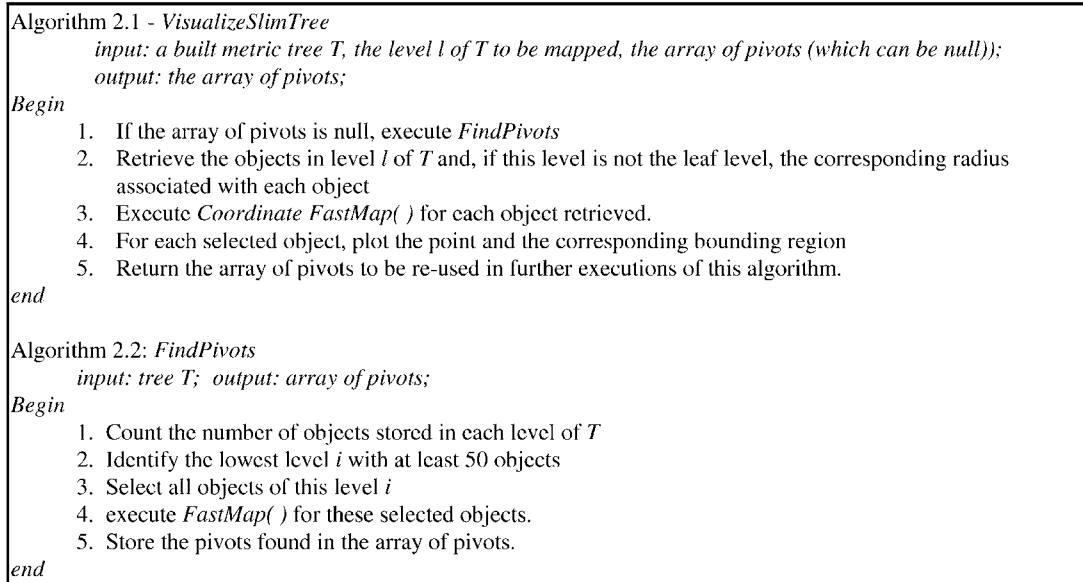 Algorithm 2.1 - VisualizeSlimTree
input: a built metric tree T, the level l of T to be mapped, the array of pivots (which can be null));
output: the array of pivots;
Begin
1. If the array of pivots is null, execute FindPivots
2. Retrieve the objects in level l of T and, if this level is not the leaf level, the corresponding radius
associated with each object
3. Execute Coordinate FastMap( ) for each object retrieved.
4. For each selected object, plot the point and the corresponding bounding region
5. Return the array of pivots to be re-used in further executions of this algorithm.
end
Algorithm 2.2: FindPivots
input: tree T; output: array of pivots;
Begin
1. Count the number of objects stored in each level of T
2. Identify the lowest level i with at least 50 objects
3. Select all objects of this level i
4. execute FastMap( ) for these selected objects.
5. Store the pivots found in the array of pivots.
end